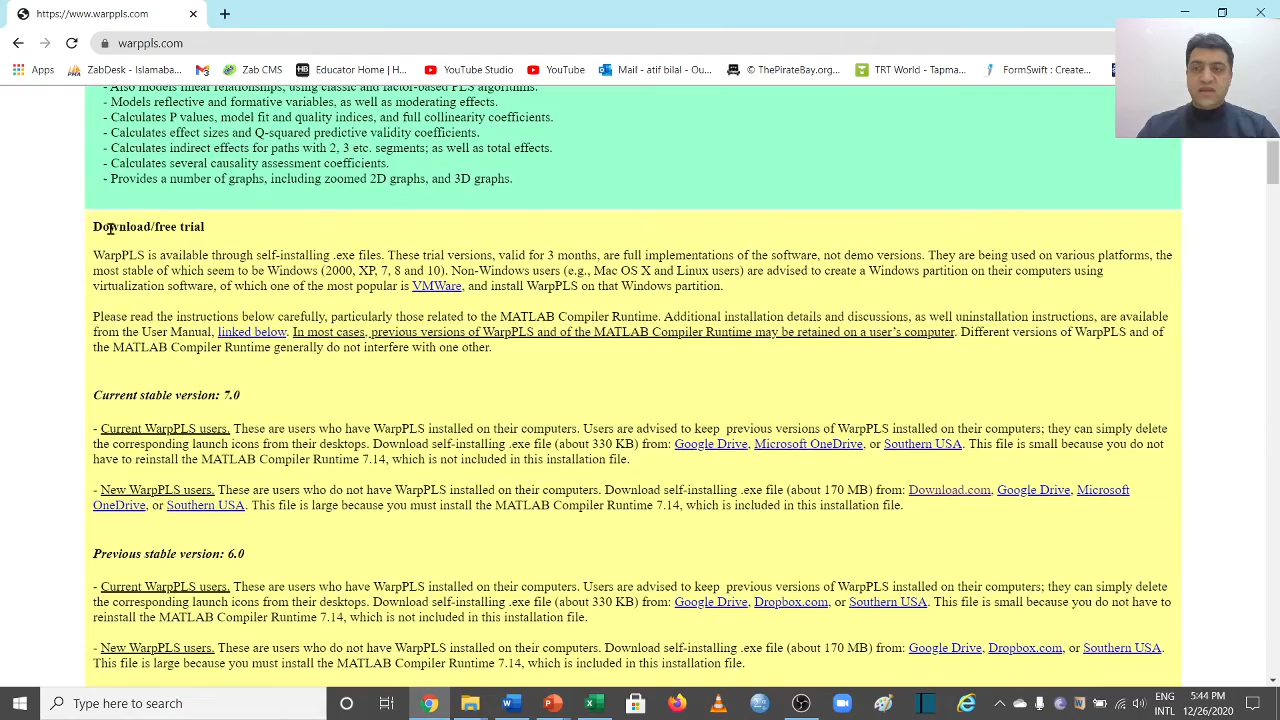 https://www.warppls.com
warppls.com
Apps
ZabDesk - Islamaba...
Zab CMS
Educator Home | H...
YouTube Studio
YouTube
Mail - atif bilal - Ou...
© ThePirateBay.org...
TRT World - Tapma...
FormSwift : Create...
- Also models linear relationships, using classic and factor-based PLS algorithms.
- Models reflective and formative variables, as well as moderating effects.
- Calculates P values, model fit and quality indices, and full collinearity coefficients.
- Calculates effect sizes and Q-squared predictive validity coefficients.
- Calculates indirect effects for paths with 2, 3 etc. segments; as well as total effects.
- Calculates several causality assessment coefficients.
- Provides a number of graphs, including zoomed 2D graphs, and 3D graphs.
Download/free trial
WarpPLS is available through self-installing .exe files. These trial versions, valid for 3 months, are full implementations of the software, not demo versions. They are being used on various platforms, the
most stable of which seem to be Windows (2000, XP, 7, 8 and 10). Non-Windows users (e.g., Mac OS X and Linux users) are advised to create a Windows partition on their computers using
virtualization software, of which one of the most popular is VMWare, and install WarpPLS on that Windows partition.
Please read the instructions below carefully, particularly those related to the MATLAB Compiler Runtime. Additional installation details and discussions, as well uninstallation instructions, are available
from the User Manual, linked below. In most cases, previous versions of WarpPLS and of the MATLAB Compiler Runtime may be retained on a user's computer. Different versions of WarpPLS and of
the MATLAB Compiler Runtime generally do not interfere with one other.
Current stable version: 7.0
- Current WarpPLS users. These are users who have WarpPLS installed on their computers. Users are advised to keep previous versions of WarpPLS installed on their computers; they can simply delete
the corresponding launch icons from their desktops. Download self-installing .exe file (about 330 KB) from: Google Drive, Microsoft OneDrive, or Southern USA. This file is small because you do not
have to reinstall the MATLAB Compiler Runtime 7.14, which is not included in this installation file.
- New WarpPLS users. These are users who do not have WarpPLS installed on their computers. Download self-installing .exe file (about170 MB) from: Download.com, Google Drive, Microsoft
OneDrive, or Southern USA. This file is large because you must install the MATLAB Compiler Runtime 7.14, which is included in this installation file.
Previous stable version: 6.0
- Current WarpPLS users. These are users who have WarpPLS installed on their computers. Users are advised to keep previous versions of WarpPLS installed on their computers; they can simply delete
the corresponding launch icons from their desktops. Download self-installing .exe file (about 330 KB) from: Google Drive, Dropbox.com, or Southern USA. This file is small because you do not have to
reinstall the MATLAB Compiler Runtime 7.14, which is not included in this installation file.
- New WarpPLS users. These are users who do not have WarpPLS installed on their computers. Download self-installing .exe file (about 170 MB) from: Google Drive, Dropbox.com, or Southern USA.
This file is large because you must install the MATLAB Compiler Runtime 7.14, which is included in this installation file.
Type here to search
ENG
INTL
5:44 PM
12/26/2020